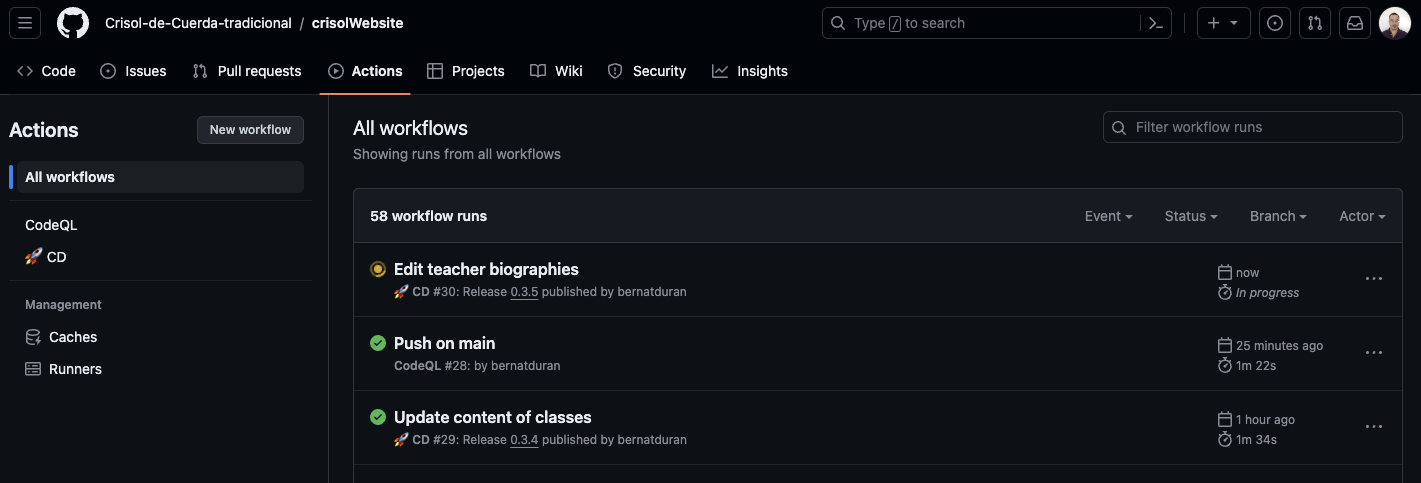 Crisol-de-Cuerda-tradicional / crisolWebsite
Type / to search
Code
Issues
Pull requests
Actions
Projects
Wiki
Security
Insights
Actions
New workflow
All workflows
CodeQL
🚀 CD
Management
Caches
Runners
All workflows
Showing runs from all workflows
Filter workflow runs
58 workflow runs
Event
Status
Branch
Actor
Edit teacher biographies
🚀 CD #30: Release 0.3.5 published by bernatduran
now
In progress
Push on main
CodeQL #28: by bernatduran
25 minutes ago
1m 22s
Update content of classes
🚀 CD #29: Release 0.3.4 published by bernatduran
1 hour ago
1m 34s